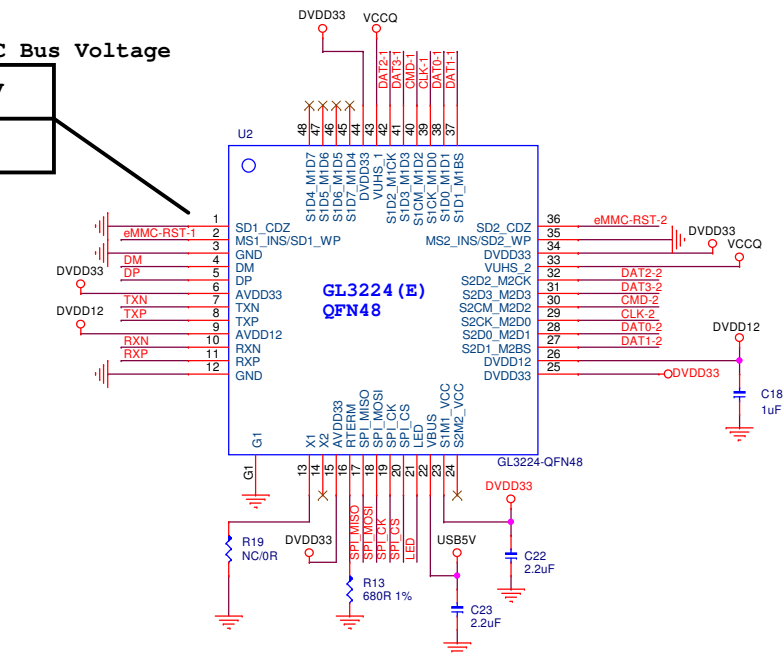 C Bus Voltage
DVDD33
VCCQ
DAT2-1
DAT3-1
CMD-1
CLK-1
DAT0-1
DAT1-1
48
47
46
45
44
43
42
41
40
39
38
37
U2
S1D4_M1D7
S1D5_M1D6
S1D6_M1D5
S1D7_M1D4
DVDD33
VUHS_1
S1D2_M1CK
S1D3_M1D3
S1CM_M1D2
S1CK_M1D0
S1D0_M1D1
S1D1_M1BS
1 SD1_CDZ
eMMC-RST-1 2 MS1_INS/SD1_WP
3 GND
DM 4 DM
DP 5 DP
DVDD33 6 AVDD33
TXN 7 TXN
TXP 8 TXP
DVDD12 9 AVDD12
RXN 10 RXN
RXP 11 RXP
12 GND
GL3224(E)
QFN48
SD2_CDZ 36 eMMC-RST-2
MS2_INS/SD2_WP 35
DVDD33 34 DVDD33
VUHS_2 33 VCCQ
S2D2_M2CK 32 DAT2-2
S2D3_M2D3 31 DAT3-2
S2CM_M2D2 30 CMD-2
S2CK_M2D0 29 CLK-2
S2D0_M2D1 28 DAT0-2
S2D1_M2BS 27 DAT1-2
DVDD12 26 DVDD12
DVDD33 25 DVDD33
C18
1uF
G1
X1
X2
AVDD33
RTERM
SPI_MISO
SPI_MOSI
SPI_CK
SPI_CS
LED
VBUS
S1M1_VCC
S2M2_VCC
GL3224-QFN48
G1
13
14
15
16
17
18
19
20
21
22
23
24
SPI_MISO
SPI_MOSI
SPI_CK
SPI_CS
LED
R19
NC/0R
DVDD33
R13
680R 1%
USB5V
DVDD33
C22
2.2uF
C23
2.2uF